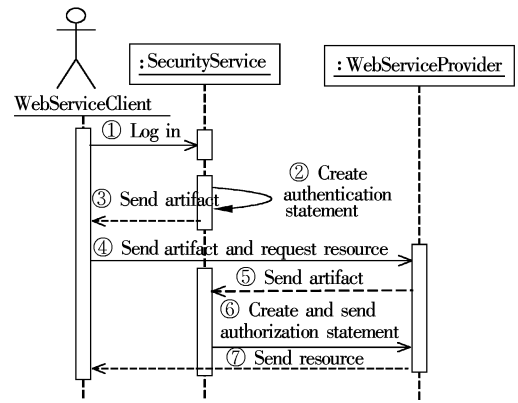 :SecurityService
:WebServiceProvider
WebServiceClient
① Log in
② Create
authentication
statement
③ Send artifact
④ Send artifact and request resource
⑤ Send artifact
⑥ Create and send
authorization statement
⑦ Send resource